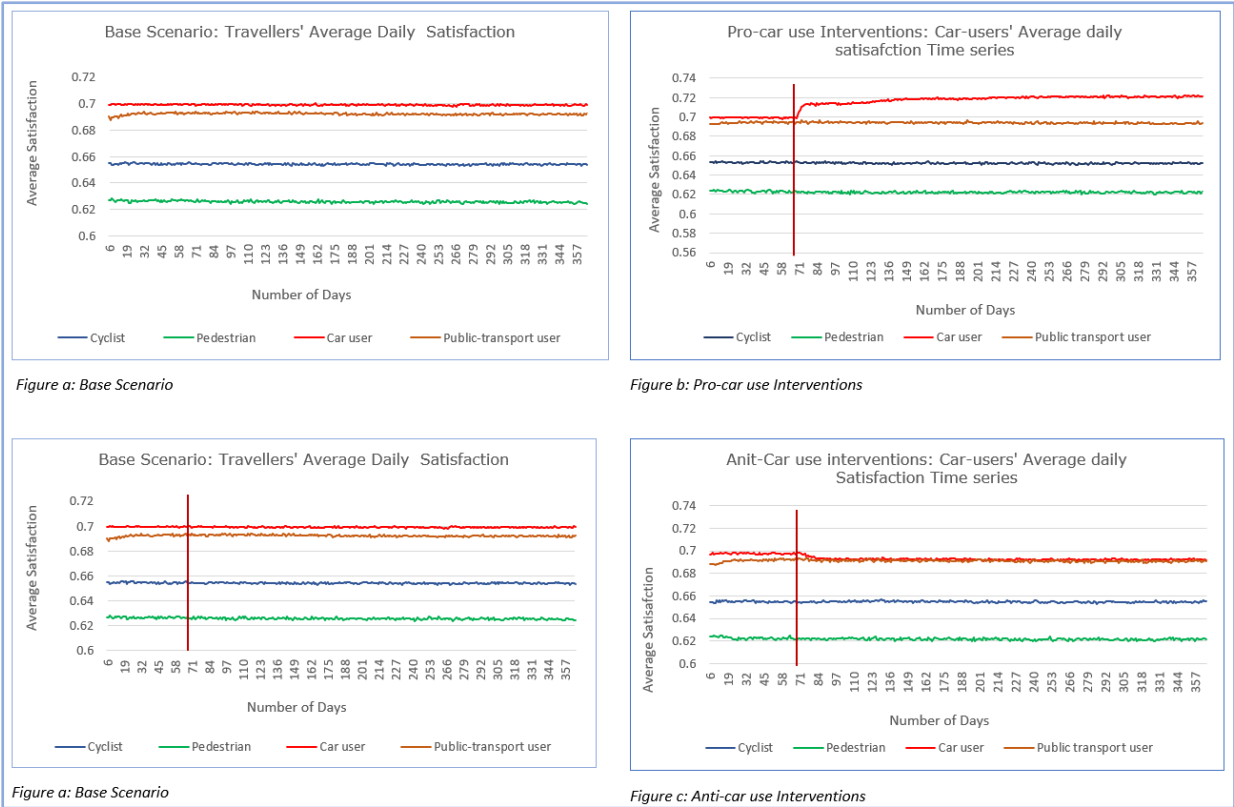 Base Scenario: Travellers' Average Daily Satisfaction
Average Satisfaction
0.72
0.7
0.68
0.66
0.64
0.62
0.6
6 19 32 45 58 71 84 97 110 123 136 149 162 175 188 201 214 227 240 253 266 279 292 305 318 331 344 357
Number of Days
Cyclist Pedestrian Car user Public-transport user
Figure a: Base Scenario
Pro-car use Interventions: Car-users' Average daily
satisafction Time series
Average Satisfaction
0.74
0.72
0.7
0.68
0.66
0.64
0.62
0.6
0.58
0.56
6 19 32 45 58 71 84 97 110 123 136 149 162 175 188 201 214 227 240 253 266 279 292 305 318 331 344 357
Number of Days
Cyclist Pedestrian Car user Public transport user
Figure b: Pro-car use Interventions
Base Scenario: Travellers' Average Daily Satisfaction
Average Satisfaction
0.72
0.7
0.68
0.66
0.64
0.62
0.6
6 19 32 45 58 71 84 97 110 123 136 149 162 175 188 201 214 227 240 253 266 279 292 305 318 331 344 357
Number of Days
Cyclist Pedestrian Car user Public-transport user
Figure a: Base Scenario
Anit-Car use interventions: Car-users' Average daily
Satisfaction Time series
Average Satisafction
0.74
0.72
0.7
0.68
0.66
0.64
0.62
0.6
6 19 32 45 58 71 84 97 110 123 136 149 162 175 188 201 214 227 240 253 266 279 292 305 318 331 344 357
Number of Days
Cyclist Pedestrian Car user Public transport user
Figure c: Anti-car use Interventions